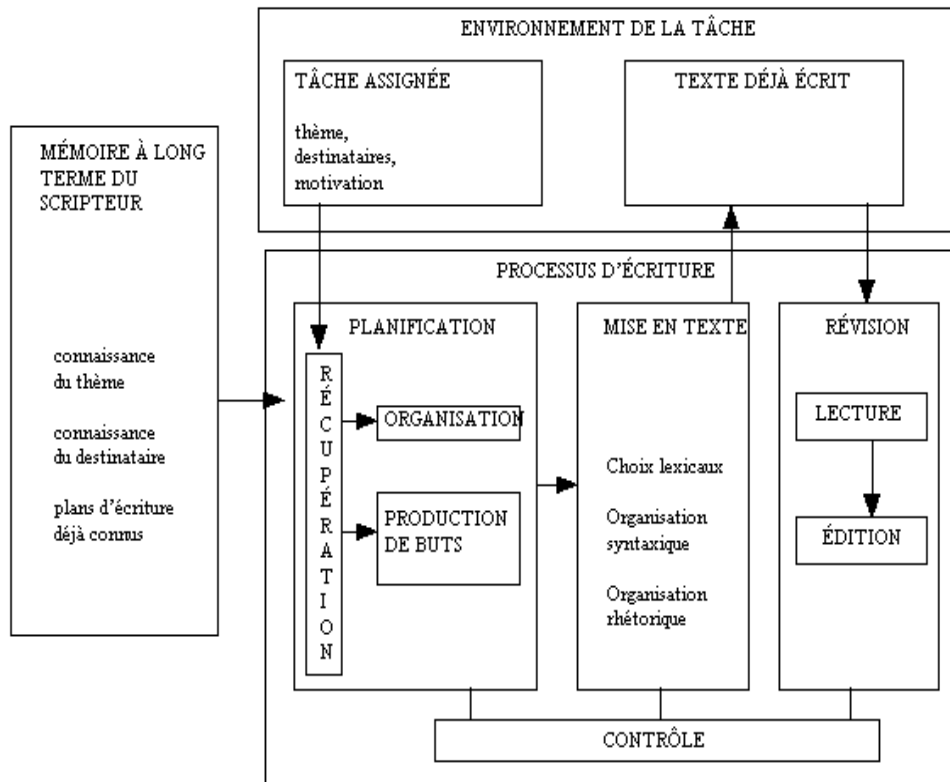 ENVIRONNEMENT DE LA TÂCHE
TÂCHE ASSIGNÉE
thème,
destinataires,
motivation
TEXTE DÉJÀ ÉCRIT
MÉMOIRE À LONG
TERME DU
SCRIPTEUR
connaissance
du thème
connaissance
du destinataire
plans d'écriture
déjà connus
PROCESSUS D'ÉCRITURE
PLANIFICATION
RÉCUPÉRATION
ORGANISATION
PRODUCTION
DE BUTS
MISE EN TEXTE
Choix lexicaux
Organisation
syntaxique
Organisation
rhétorique
RÉVISION
LECTURE
ÉDITION
CONTRÔLE